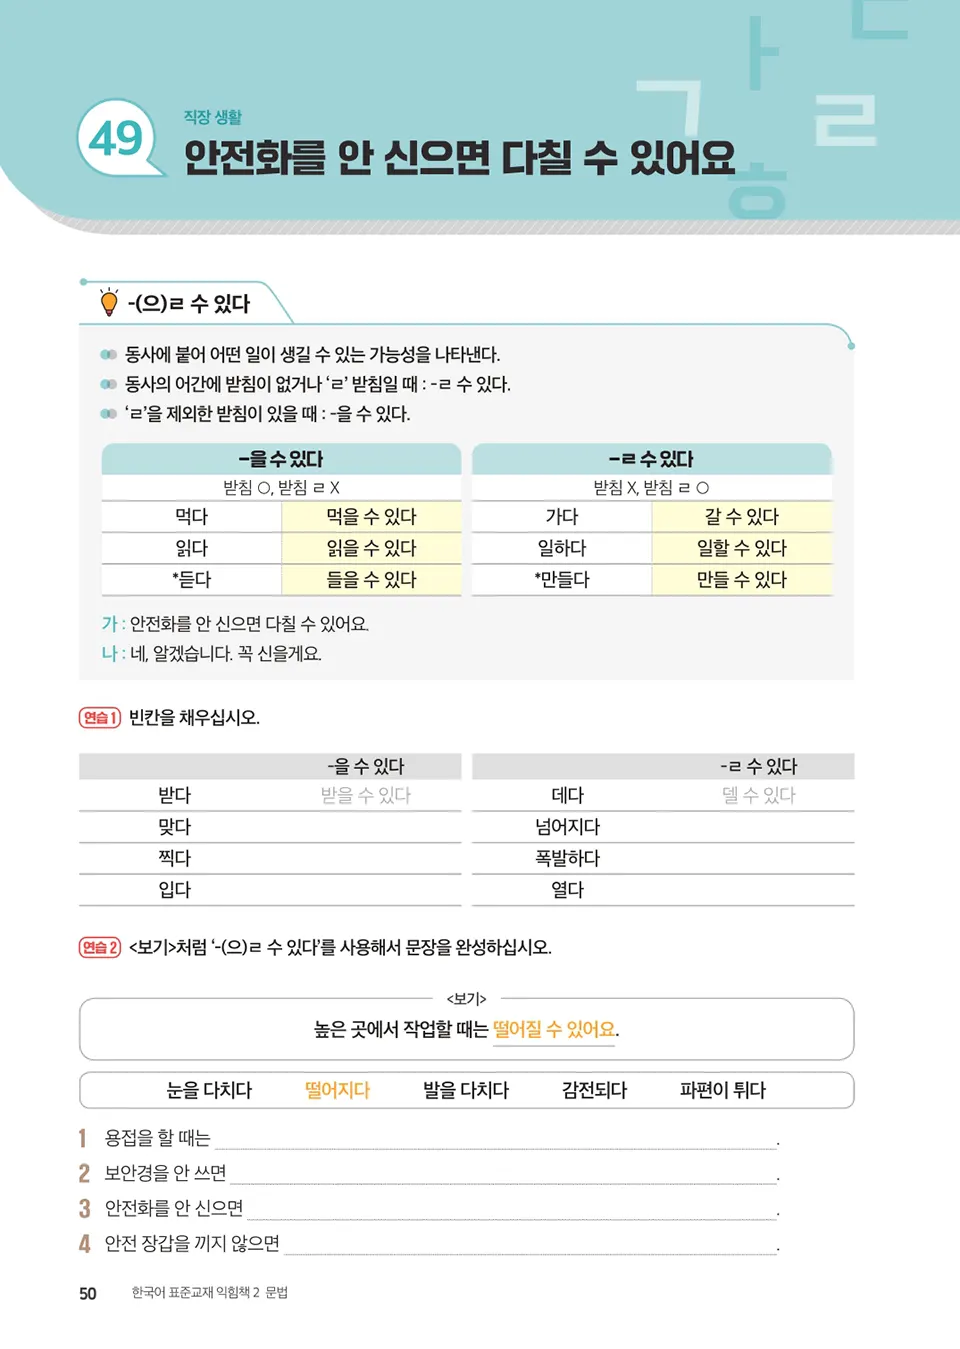 49
직장 생활
안전화를 안 신으면 다칠 수 있어요
-(으)ㄹ 수 있다
동사에 붙어 어떤 일이 생길 수 있는 가능성을 나타낸다.
동사의 어간에 받침이 없거나 ‘ㄹ’ 받침일 때 : -ㄹ 수 있다.
‘ㄹ’을 제외한 받침이 있을 때 : -을 수 있다.
-을 수 있다
받침 ○, 받침 ㄹ X
먹다 먹을 수 있다
읽다 읽을 수 있다
*듣다 들을 수 있다
-ㄹ 수 있다
받침 X, 받침 ㄹ ○
가다 갈 수 있다
일하다 일할 수 있다
*만들다 만들 수 있다
가 : 안전화를 안 신으면 다칠 수 있어요.
나 : 네, 알겠습니다. 꼭 신을게요.
연습 1 빈칸을 채우십시오.
-을 수 있다
받다 받을 수 있다
맞다
찍다
입다
-ㄹ 수 있다
데다 델 수 있다
넘어지다
폭발하다
열다
연습 2 <보기>처럼 ‘-(으)ㄹ 수 있다’를 사용해서 문장을 완성하십시오.
<보기>
높은 곳에서 작업할 때는 떨어질 수 있어요.
눈을 다치다 떨어지다 발을 다치다 감전되다 파편이 튀다
1 용접을 할 때는 .
2 보안경을 안 쓰면 .
3 안전화를 안 신으면 .
4 안전 장갑을 끼지 않으면 .
50 한국어 표준교재 익힘책 2 문법
ㄱ ㅏ ㄷ ㄹ ㅎ